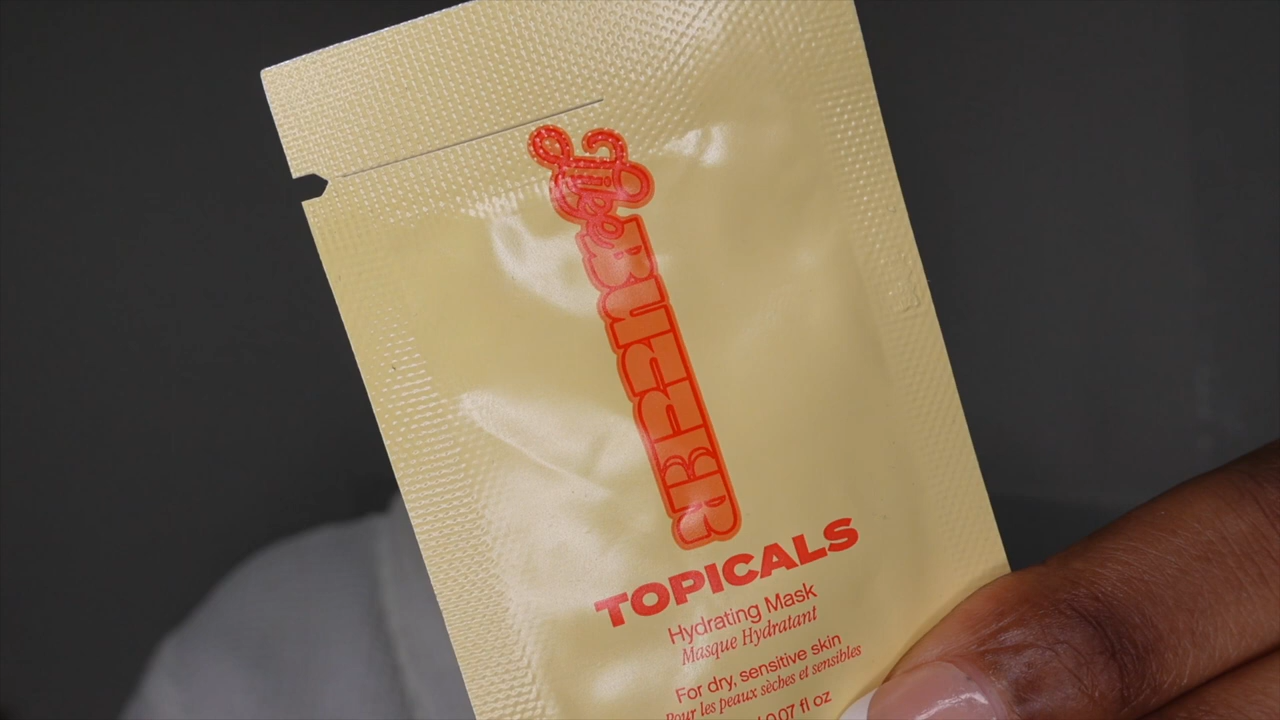 Like
BUTTER
TOPICALS
Hydrating Mask
Masque Hydratant
For dry, sensitive skin
Pour les peaux sèches et sensibles
0.07 fl oz